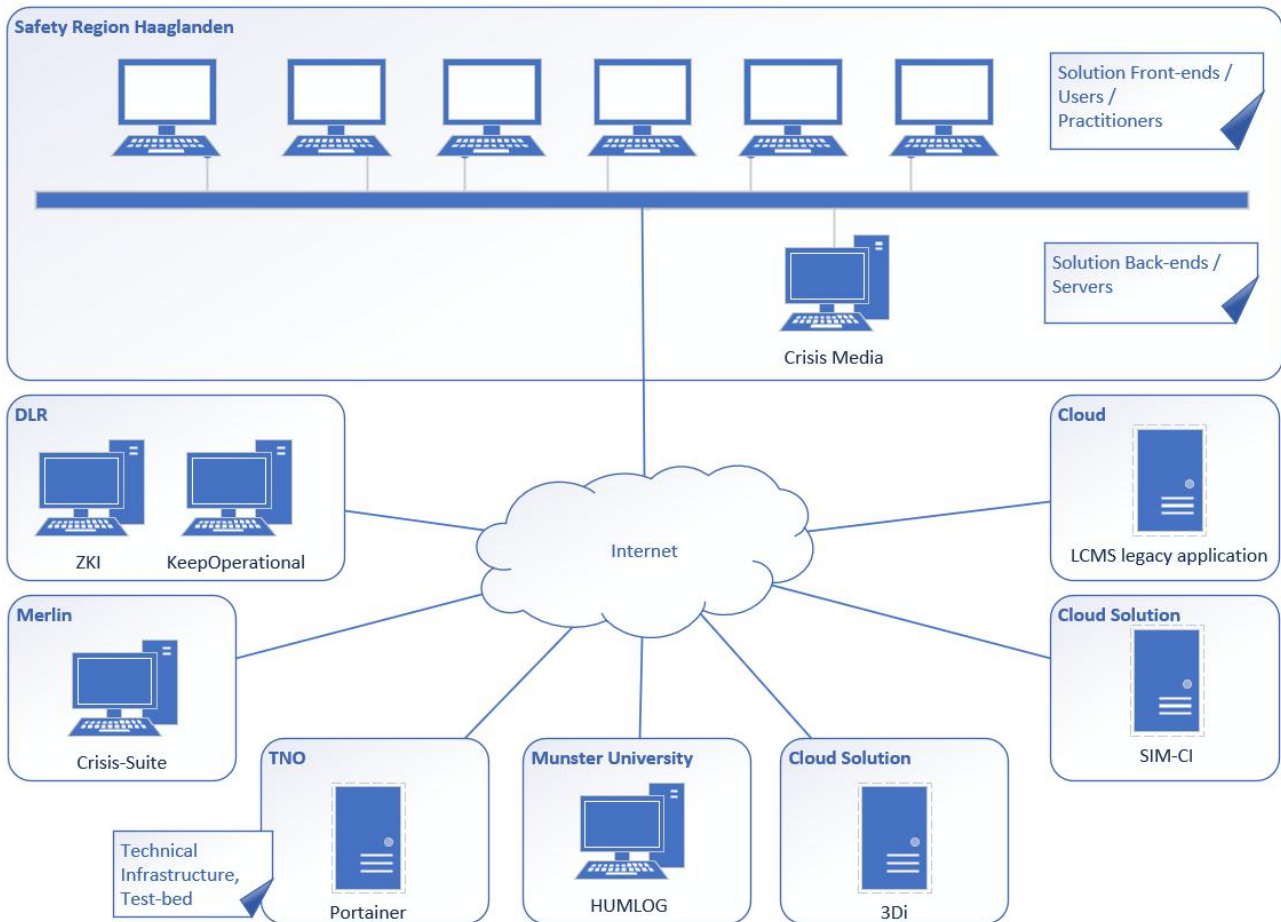 Safety Region Haaglanden
Solution Front-ends /
Users /
Practitioners
Solution Back-ends /
Servers
Crisis Media
DLR
ZKI
KeepOperational
Cloud
LCMS legacy application
Internet
Merlin
Crisis-Suite
Cloud Solution
SIM-CI
TNO
Portainer
Technical
Infrastructure,
Test-bed
Munster University
HUMLOG
Cloud Solution
3Di